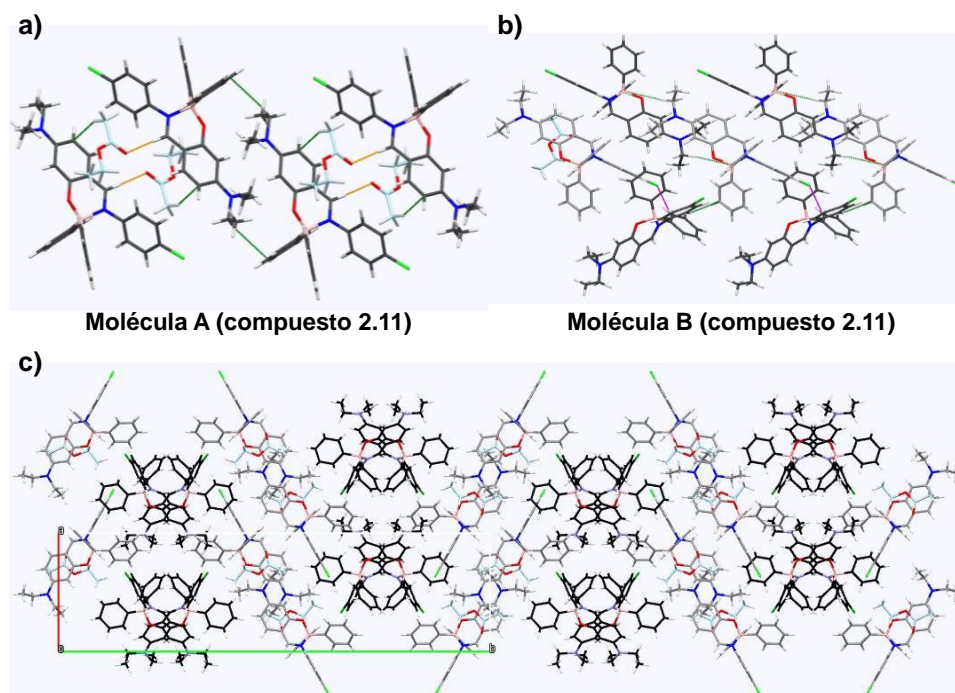 a)
b)
Molécula A (compuesto 2.11)
Molécula B (compuesto 2.11)
c)